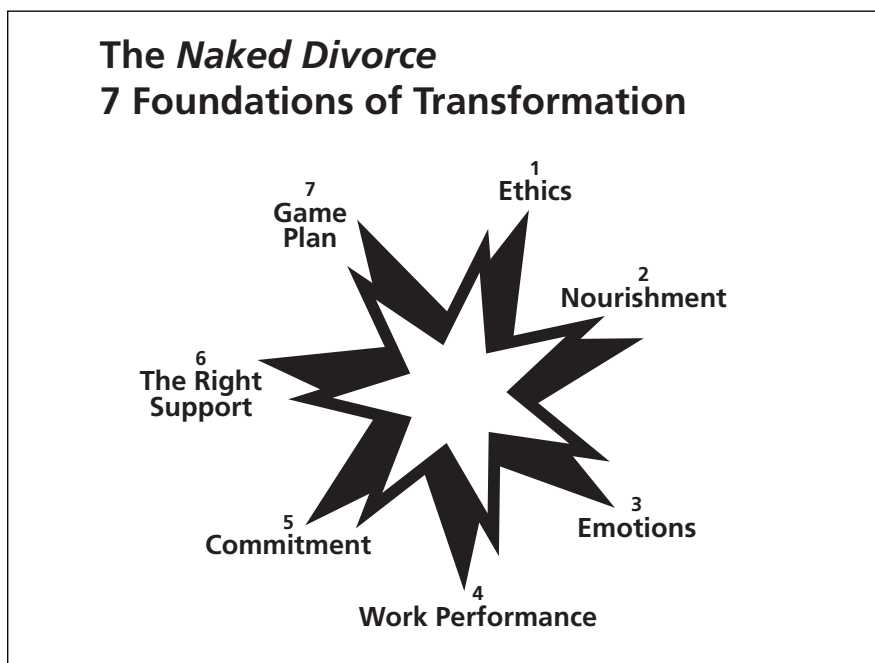 The Naked Divorce
7 Foundations of Transformation
1
Ethics
2
Nourishment
3
Emotions
4
Work Performance
5
Commitment
6
The Right
Support
7
Game
Plan